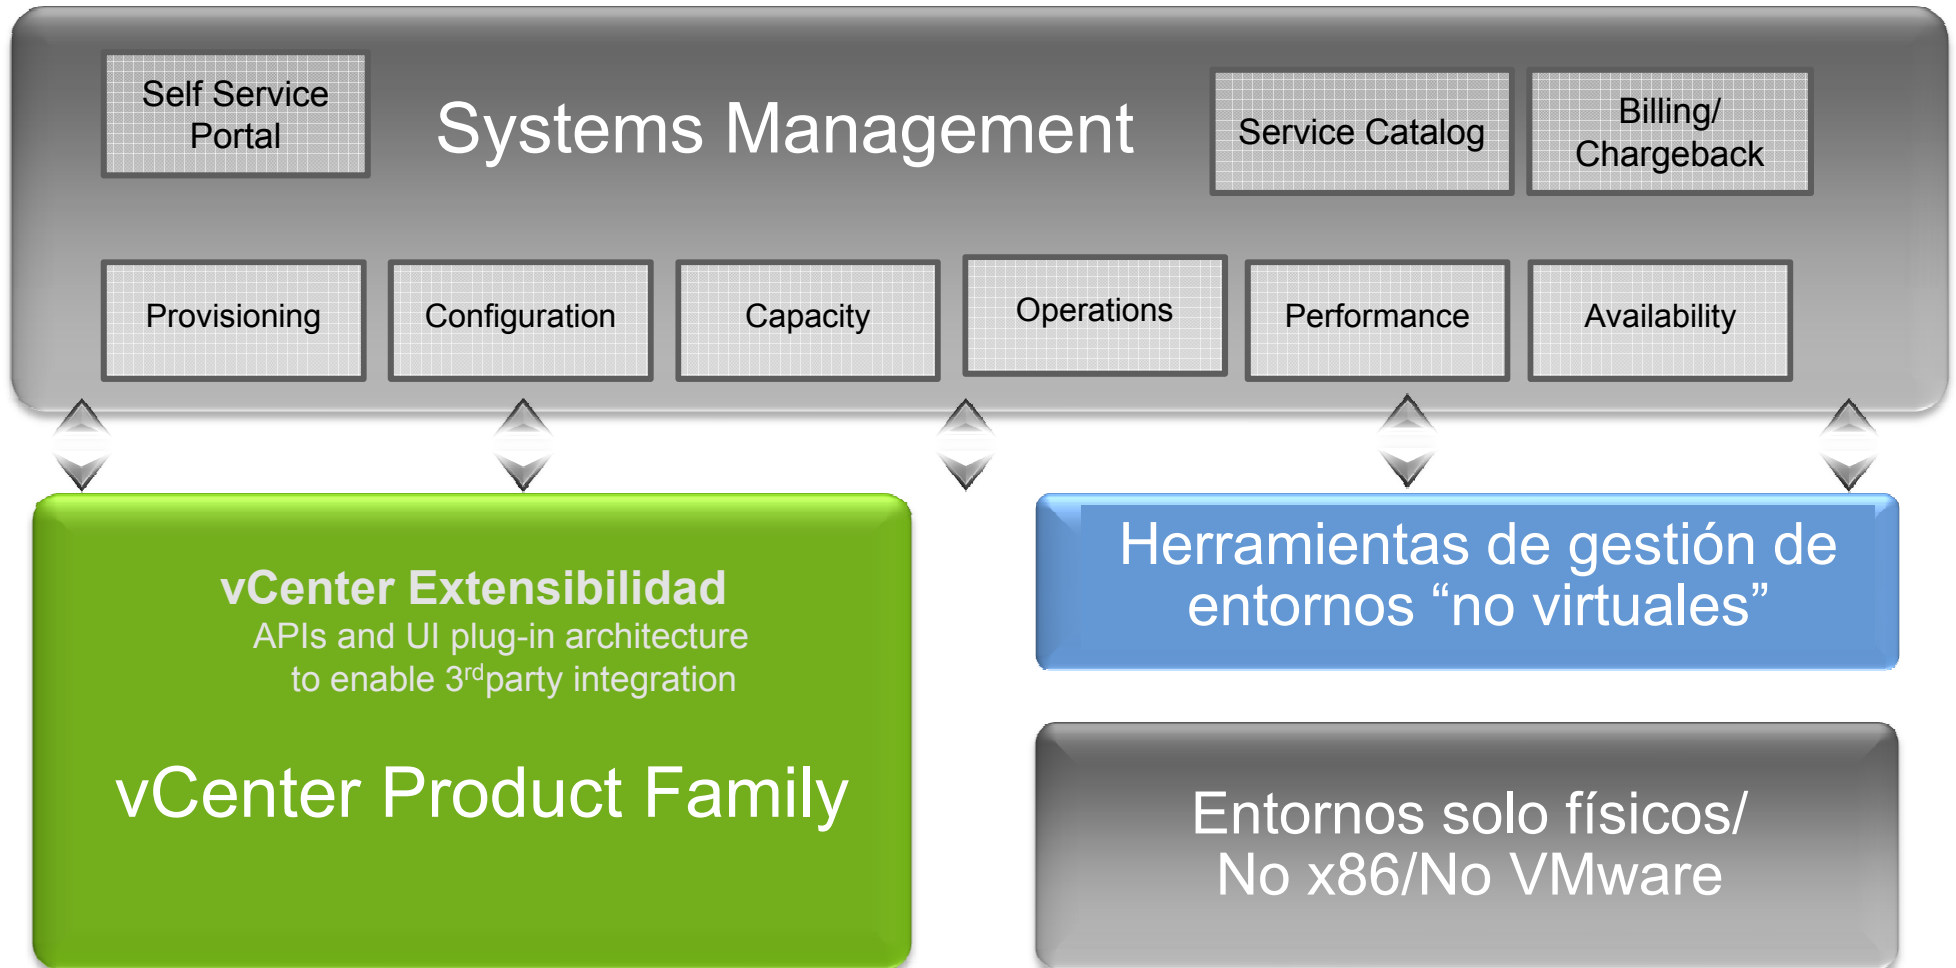 Self Service
Portal
Systems Management
Service Catalog
Billing/
Chargeback
Provisioning
Configuration
Capacity
Operations
Performance
Availability
vCenter Extensibilidad
APIs and UI plug-in architecture
to enable 3rdparty integration
vCenter Product Family
Herramientas de gestión de
entornos “no virtuales”
Entornos solo físicos/
No x86/No VMware